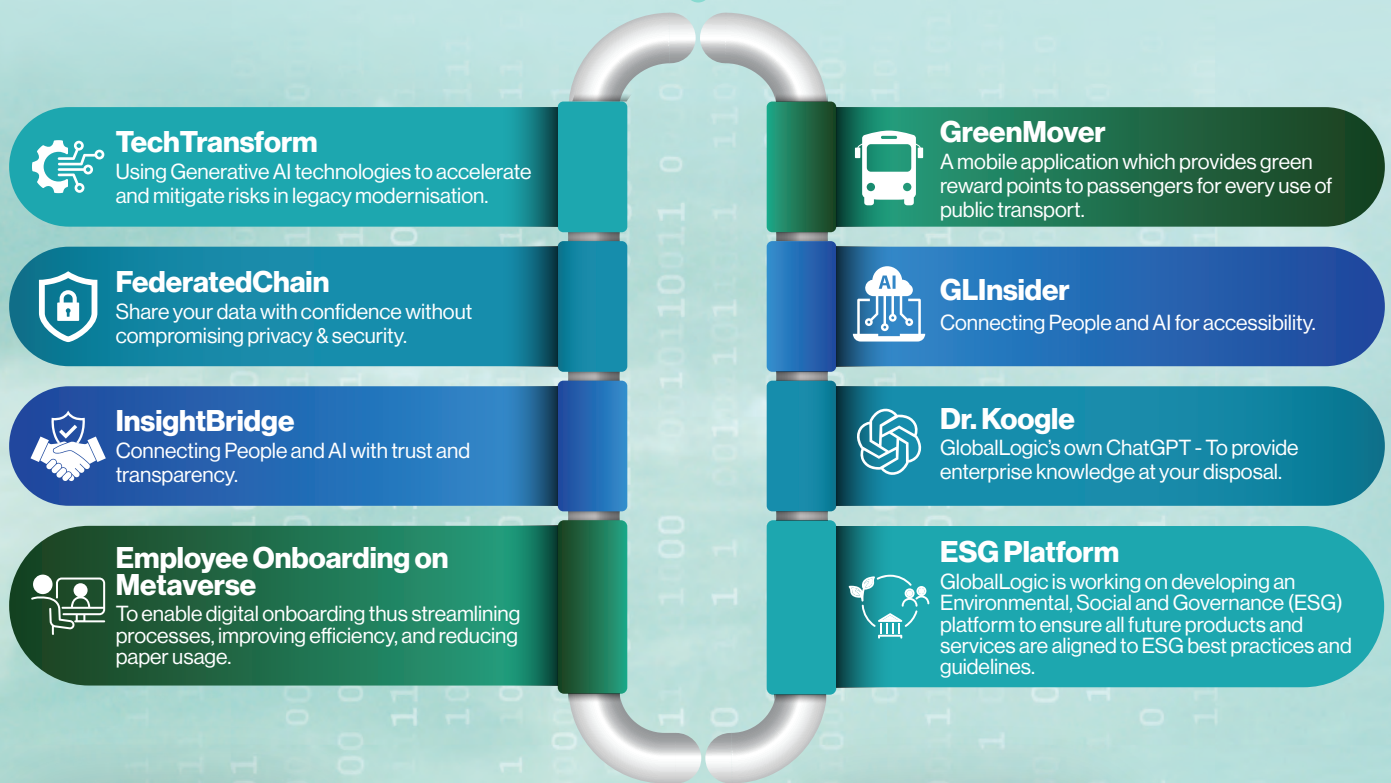 TechTransform
Using Generative AI technologies to accelerate
and mitigate risks in legacy modernisation.
FederatedChain
Share your data with confidence without
compromising privacy & security.
InsightBridge
Connecting People and AI with trust and
transparency.
Employee Onboarding on
Metaverse
To enable digital onboarding thus streamlining
processes, improving efficiency, and reducing
paper usage.
GreenMover
A mobile application which provides green
reward points to passengers for every use of
public transport.
AI
GLInsider
Connecting People and AI for accessibility.
Dr. Koogle
GlobalLogic's own ChatGPT - To provide
enterprise knowledge at your disposal.
ESG Platform
GlobalLogic is working on developing an
Environmental, Social and Governance (ESG)
platform to ensure all future products and
services are aligned to ESG best practices and
guidelines.